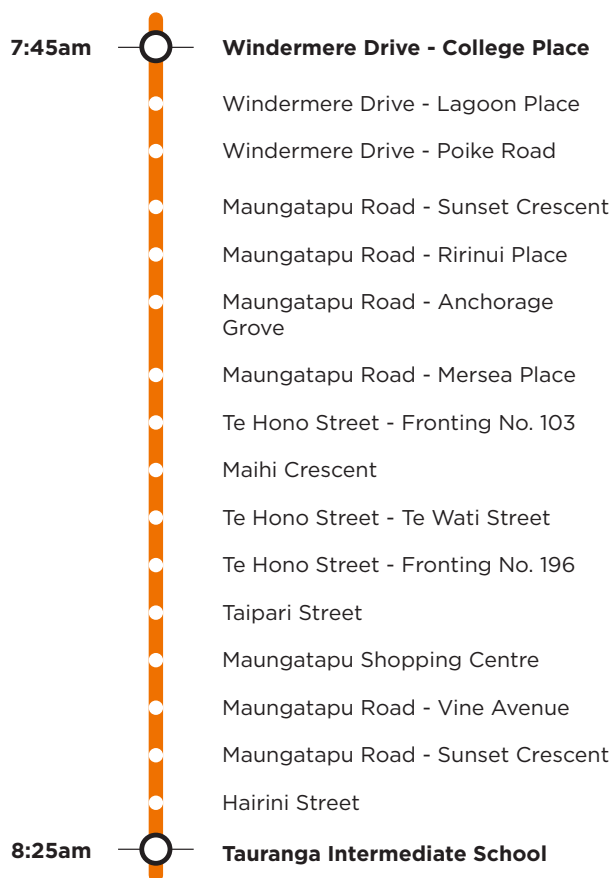 7:45am Windermere Drive - College Place
Windermere Drive - Lagoon Place
Windermere Drive - Poike Road
Maungatapu Road - Sunset Crescent
Maungatapu Road - Ririnui Place
Maungatapu Road - Anchorage
Grove
Maungatapu Road - Mersea Place
Te Hono Street - Fronting No. 103
Maihi Crescent
Te Hono Street - Te Wati Street
Te Hono Street - Fronting No. 196
Taipari Street
Maungatapu Shopping Centre
Maungatapu Road - Vine Avenue
Maungatapu Road - Sunset Crescent
Hairini Street
8:25am Tauranga Intermediate School